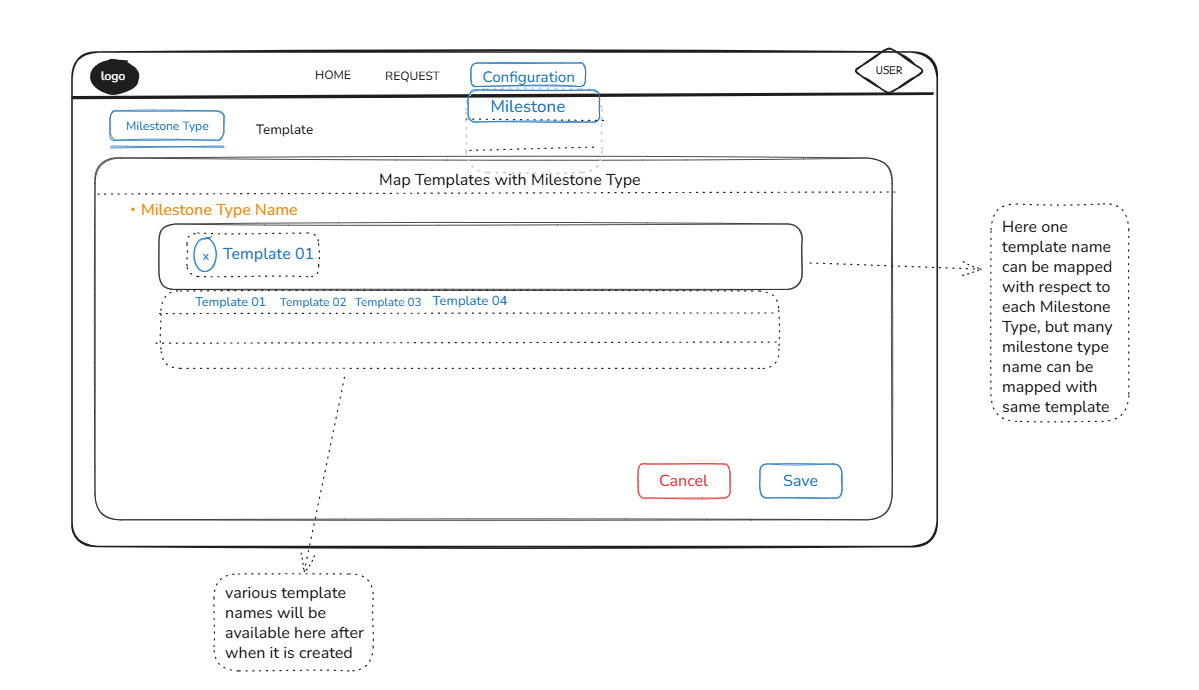 logo
HOME
REQUEST
Configuration
USER
Milestone
Milestone Type
Template
Map Templates with Milestone Type
• Milestone Type Name
x Template 01
Template 01 Template 02 Template 03 Template 04
Cancel
Save
Here one
template name
can be mapped
with respect to
each Milestone
Type, but many
milestone type
name can be
mapped with
same template
various template
names will be
available here after
when it is created